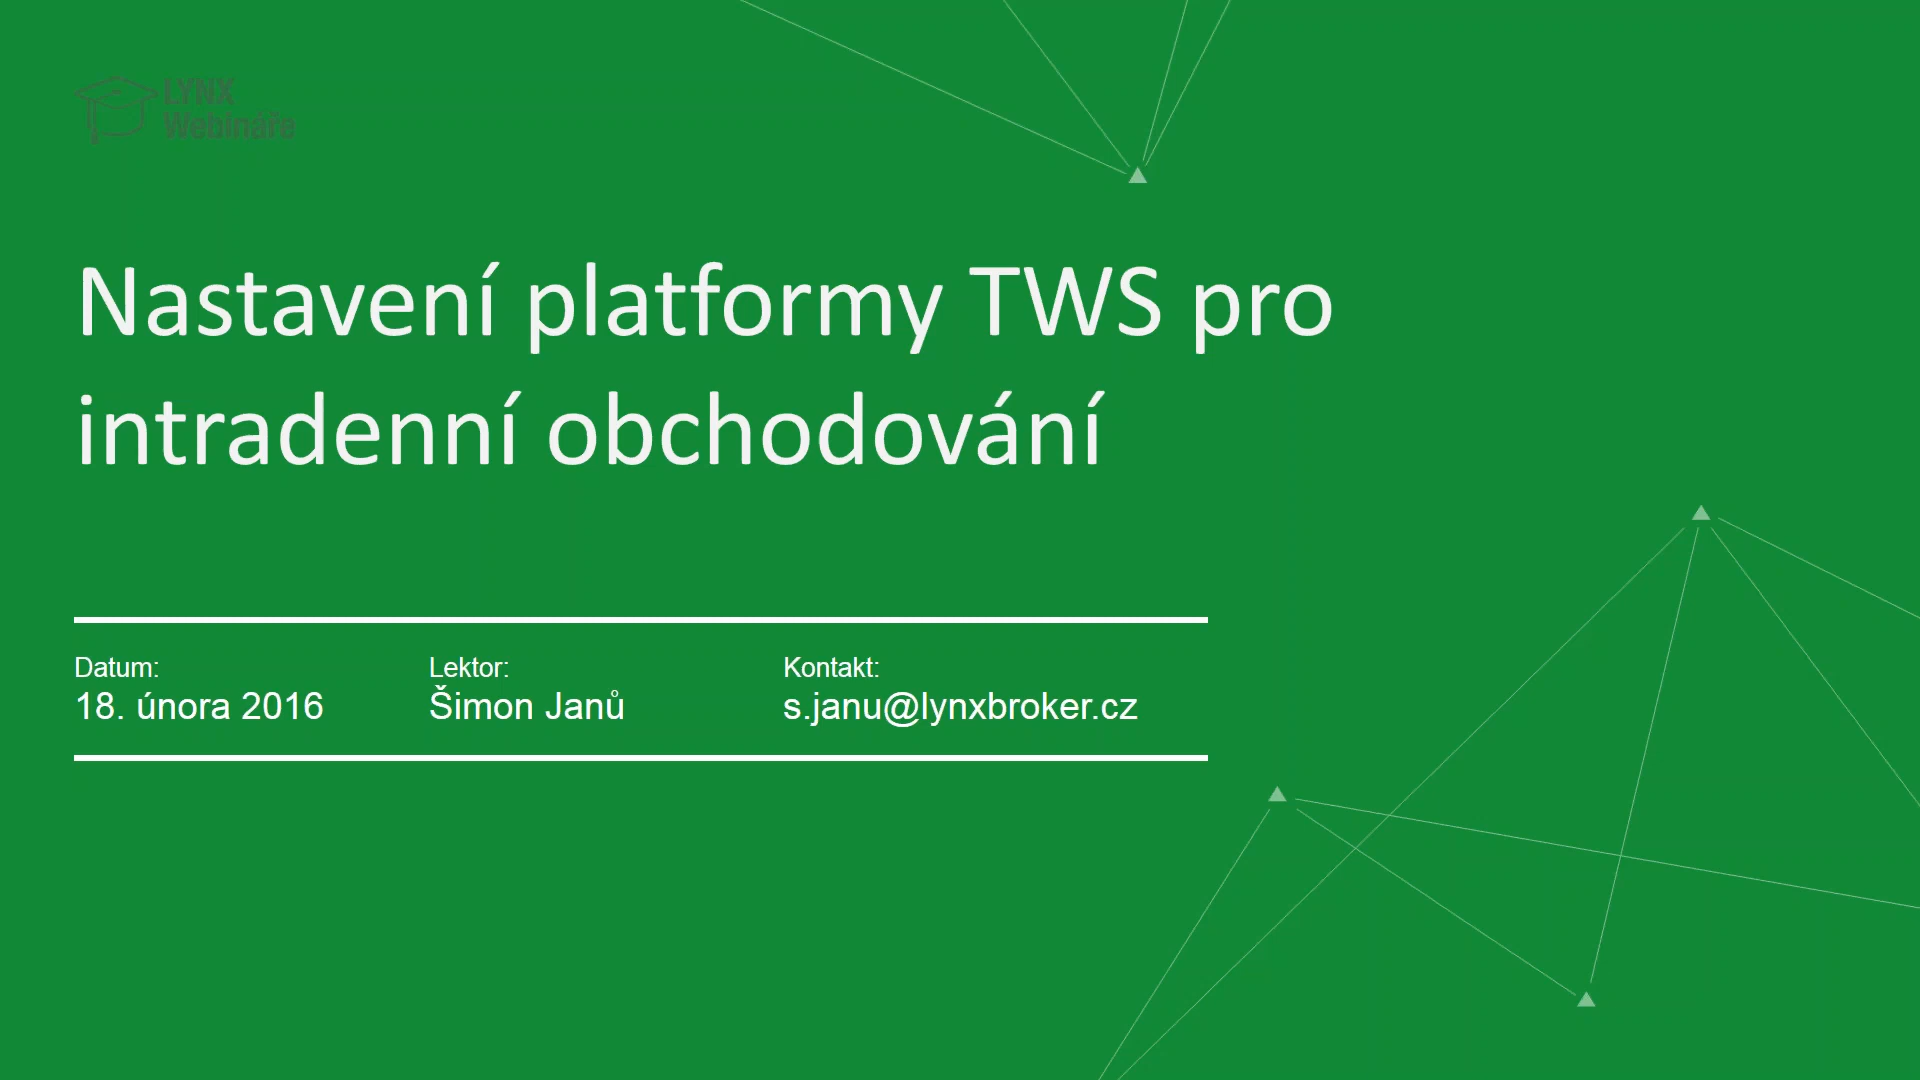 LYNX
Webináře
Nastavení platformy TWS pro
intradenní obchodování
Datum:
18. února 2016
Lektor:
Šimon Janů
Kontakt:
s.janu@lynxbroker.cz